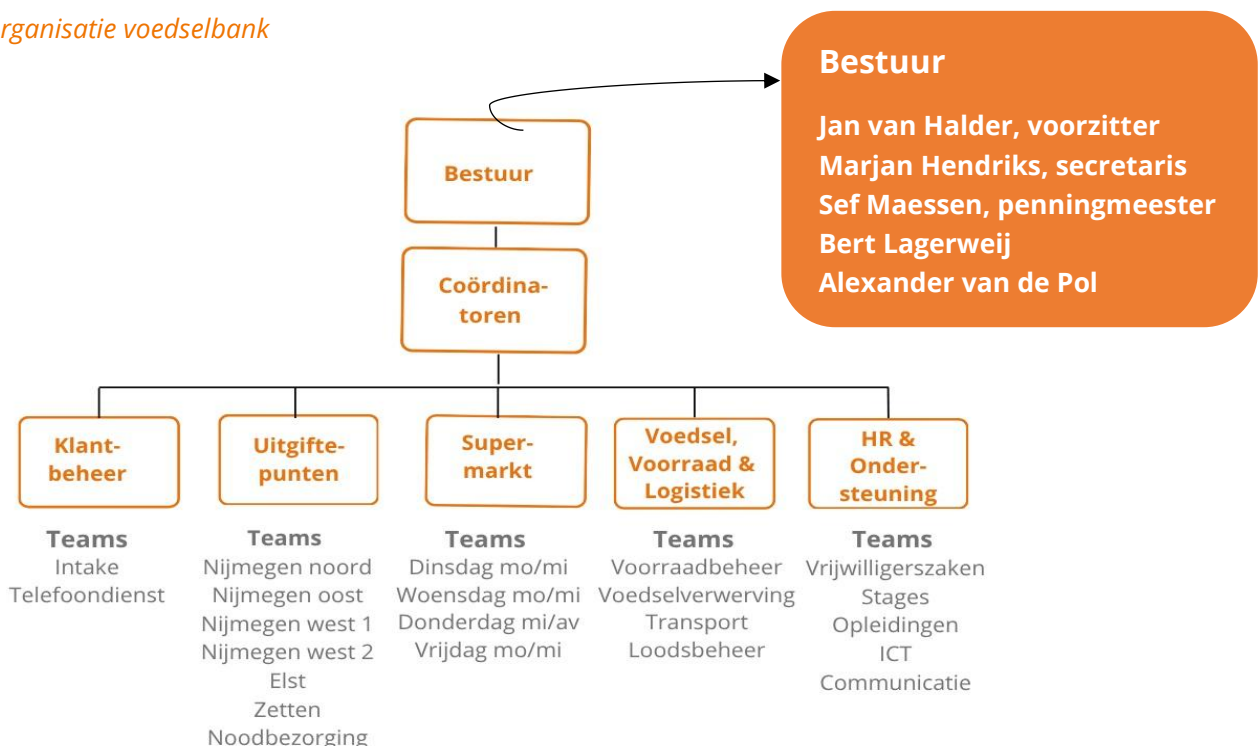 rganisatie voedselbank
Bestuur
Jan van Halder, voorzitter
Marjan Hendriks, secretaris
Sef Maessen, penningmeester
Bert Lagerweij
Alexander van de Pol
Bestuur
Coördina-
toren
Klant-
beheer
Teams
Intake
Telefoondienst
Uitgifte-
punten
Teams
Nijmegen noord
Nijmegen oost
Nijmegen west 1
Nijmegen west 2
Elst
Zetten
Noodbezorging
Super-
markt
Teams
Dinsdag mo/mi
Woensdag mo/mi
Donderdag mi/av
Vrijdag mo/mi
Voedsel,
Voorraad &
Logistiek
Teams
Voorraadbeheer
Voedselverwerving
Transport
Loodsbeheer
HR &
Onder-
steuning
Teams
Vrijwilligerszaken
Stages
Opleidingen
ICT
Communicatie